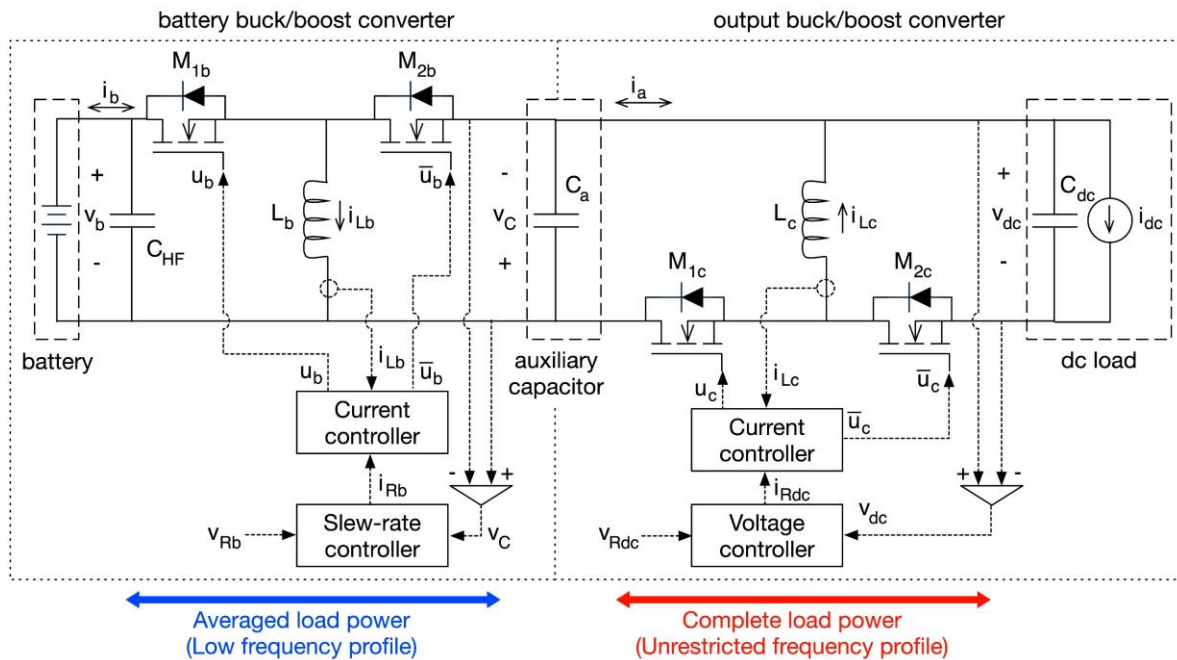 battery buck/boost converter
output buck/boost converter
M1b
M2b
ib
ia
ub
u̅b
+
vb
-
CHF
Lb
iLb
-
vC
+
Ca
Lc
iLc
+
vdc
-
Cdc
idc
M1c
M2c
battery
auxiliary
capacitor
dc load
ub
iLb
u̅b
uc
iLc
u̅c
Current
controller
Current
controller
- +
+ -
iRb
iRdc
vRb
Slew-rate
controller
vC
vRdc
Voltage
controller
vdc
Averaged load power
(Low frequency profile)
Complete load power
(Unrestricted frequency profile)